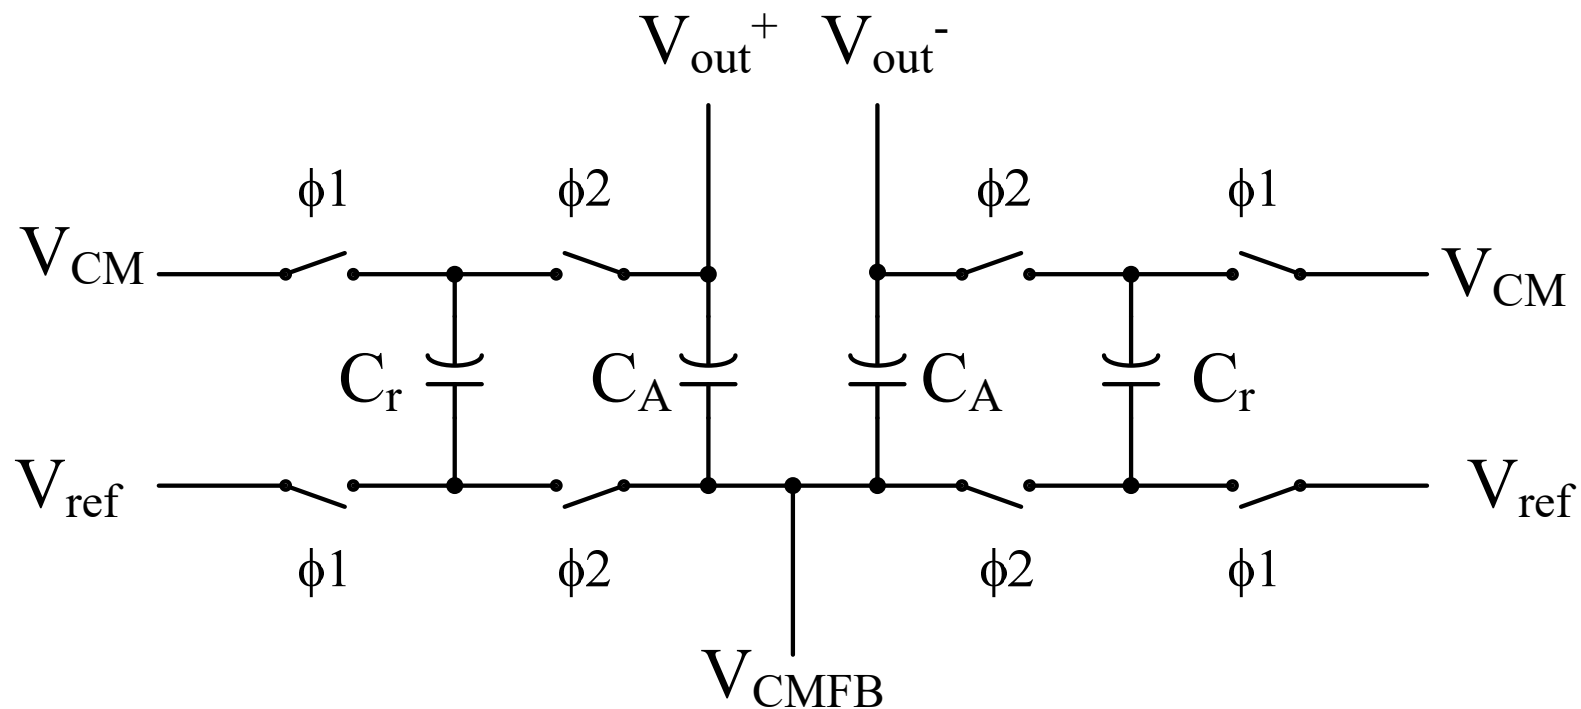 Vout+ Vout-
ϕ1 ϕ2 ϕ2 ϕ1
VCM VCM
Cr CA CA Cr
Vref Vref
ϕ1 ϕ2 ϕ2 ϕ1
VCMFB